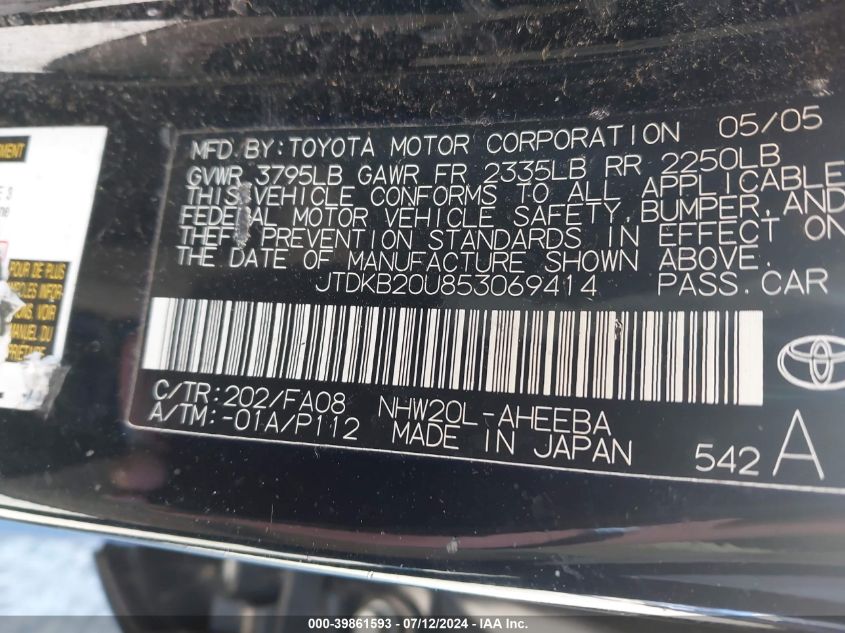 MFD.BY:TOYOTA MOTOR CORPORATION 05/05
GVWR 3795LB GAWR FR 2335LB RR 2250LB
THIS VEHICLE CONFORMS TO ALL APPLICABLE
FEDERAL MOTOR VEHICLE SAFETY, BUMPER, AND
THEFT PREVENTION STANDARDS IN EFFECT ON
THE DATE OF MANUFACTURE SHOWN ABOVE.
JTDKB20U853069414 PASS.CAR
C/TR:202/FA08 NHW20L-AHEEBA
A/TM:-01A/P112 MADE IN JAPAN
542 A
POUR DE PLUS
000-39861593 - 07/12/2024 - IAA Inc.